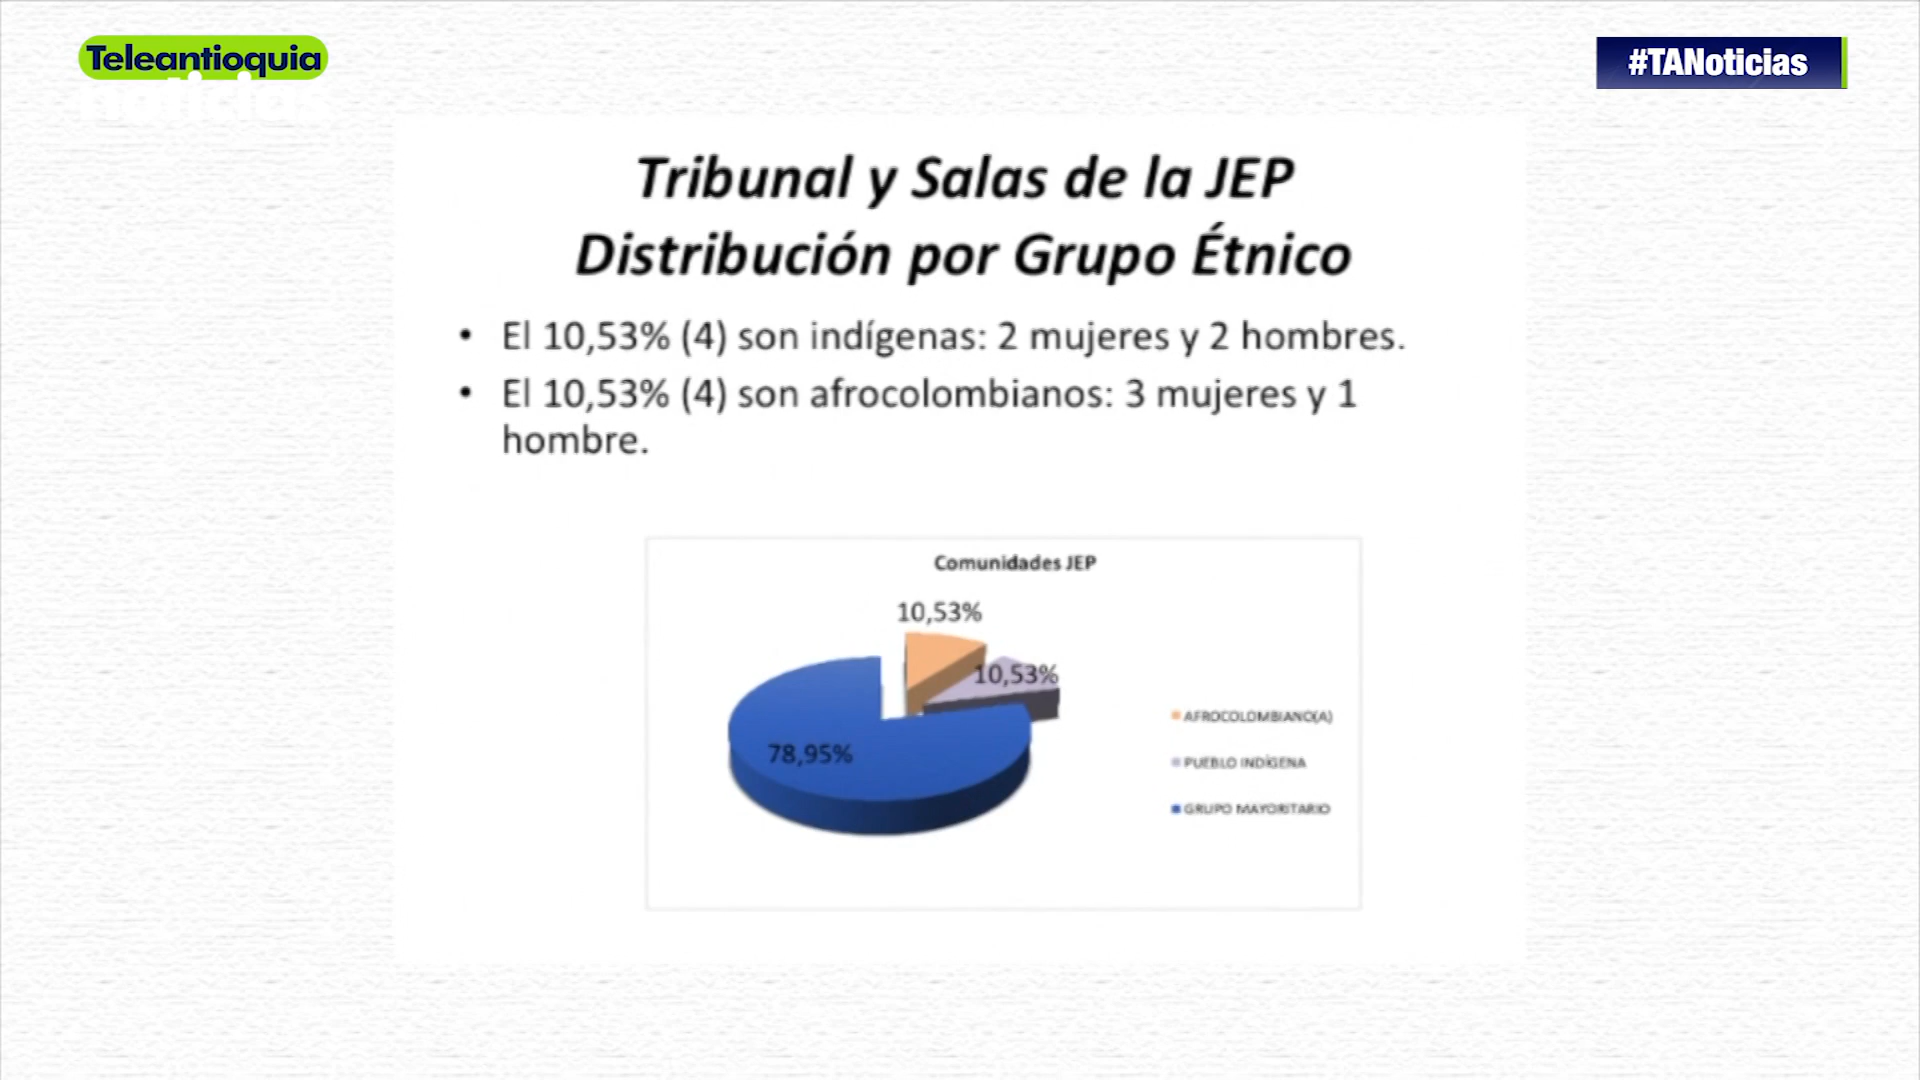 Teleantioquia
noticias
#TANoticias
Tribunal y Salas de la JEP
Distribución por Grupo Étnico
• El 10,53% (4) son indígenas: 2 mujeres y 2 hombres.
• El 10,53% (4) son afrocolombianos: 3 mujeres y 1
hombre.
Comunidades JEP
10,53%
10,53%
78,95%
AFROCOLOMBIANO(A)
PUEBLO INDÍGENA
GRUPO MAYORITARIO